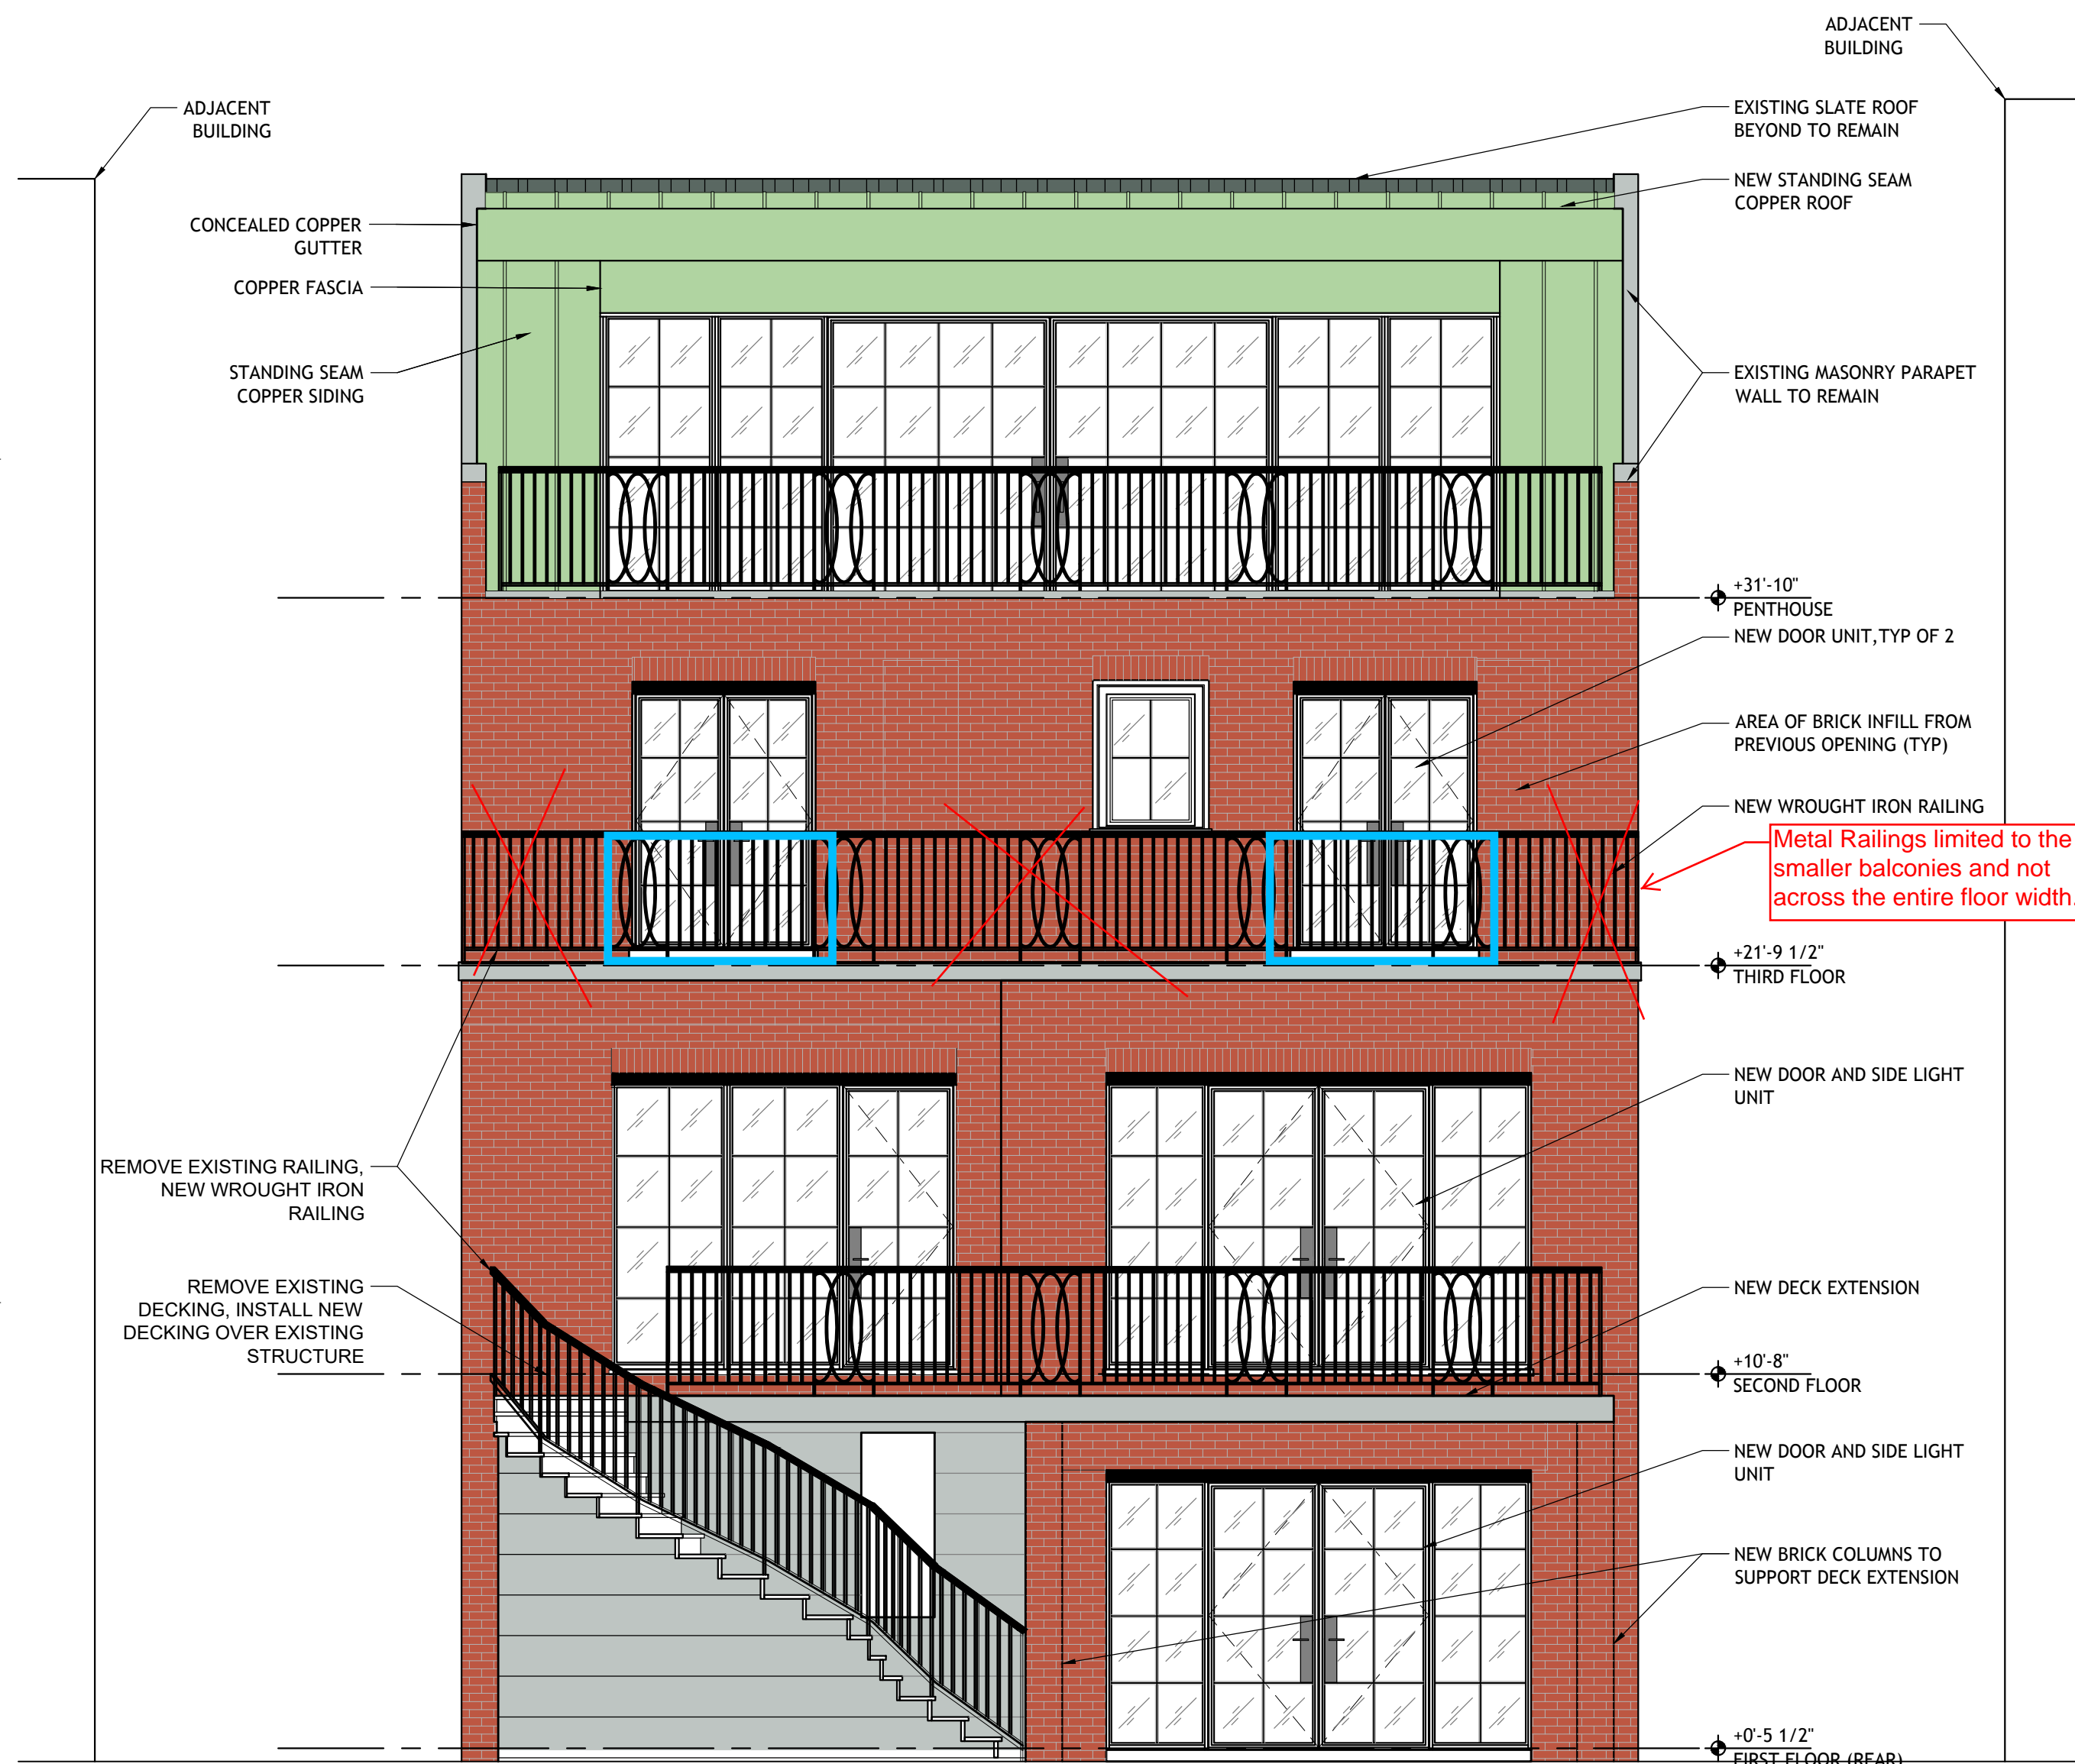 ADJACENT
BUILDING
ADJACENT
BUILDING
EXISTING SLATE ROOF
BEYOND TO REMAIN
NEW STANDING SEAM
COPPER ROOF
CONCEALED COPPER
GUTTER
COPPER FASCIA
STANDING SEAM
COPPER SIDING
EXISTING MASONRY PARAPET
WALL TO REMAIN
+31'-10"
PENTHOUSE
NEW DOOR UNIT,TYP OF 2
AREA OF BRICK INFILL FROM
PREVIOUS OPENING (TYP)
NEW WROUGHT IRON RAILING
Metal Railings limited to the
smaller balconies and not
across the entire floor width.
+21'-9 1/2"
THIRD FLOOR
NEW DOOR AND SIDE LIGHT
UNIT
REMOVE EXISTING RAILING,
NEW WROUGHT IRON
RAILING
REMOVE EXISTING
DECKING, INSTALL NEW
DECKING OVER EXISTING
STRUCTURE
NEW DECK EXTENSION
+10'-8"
SECOND FLOOR
NEW DOOR AND SIDE LIGHT
UNIT
NEW BRICK COLUMNS TO
SUPPORT DECK EXTENSION
+0'-5 1/2"
FIRST FLOOR (REAR)